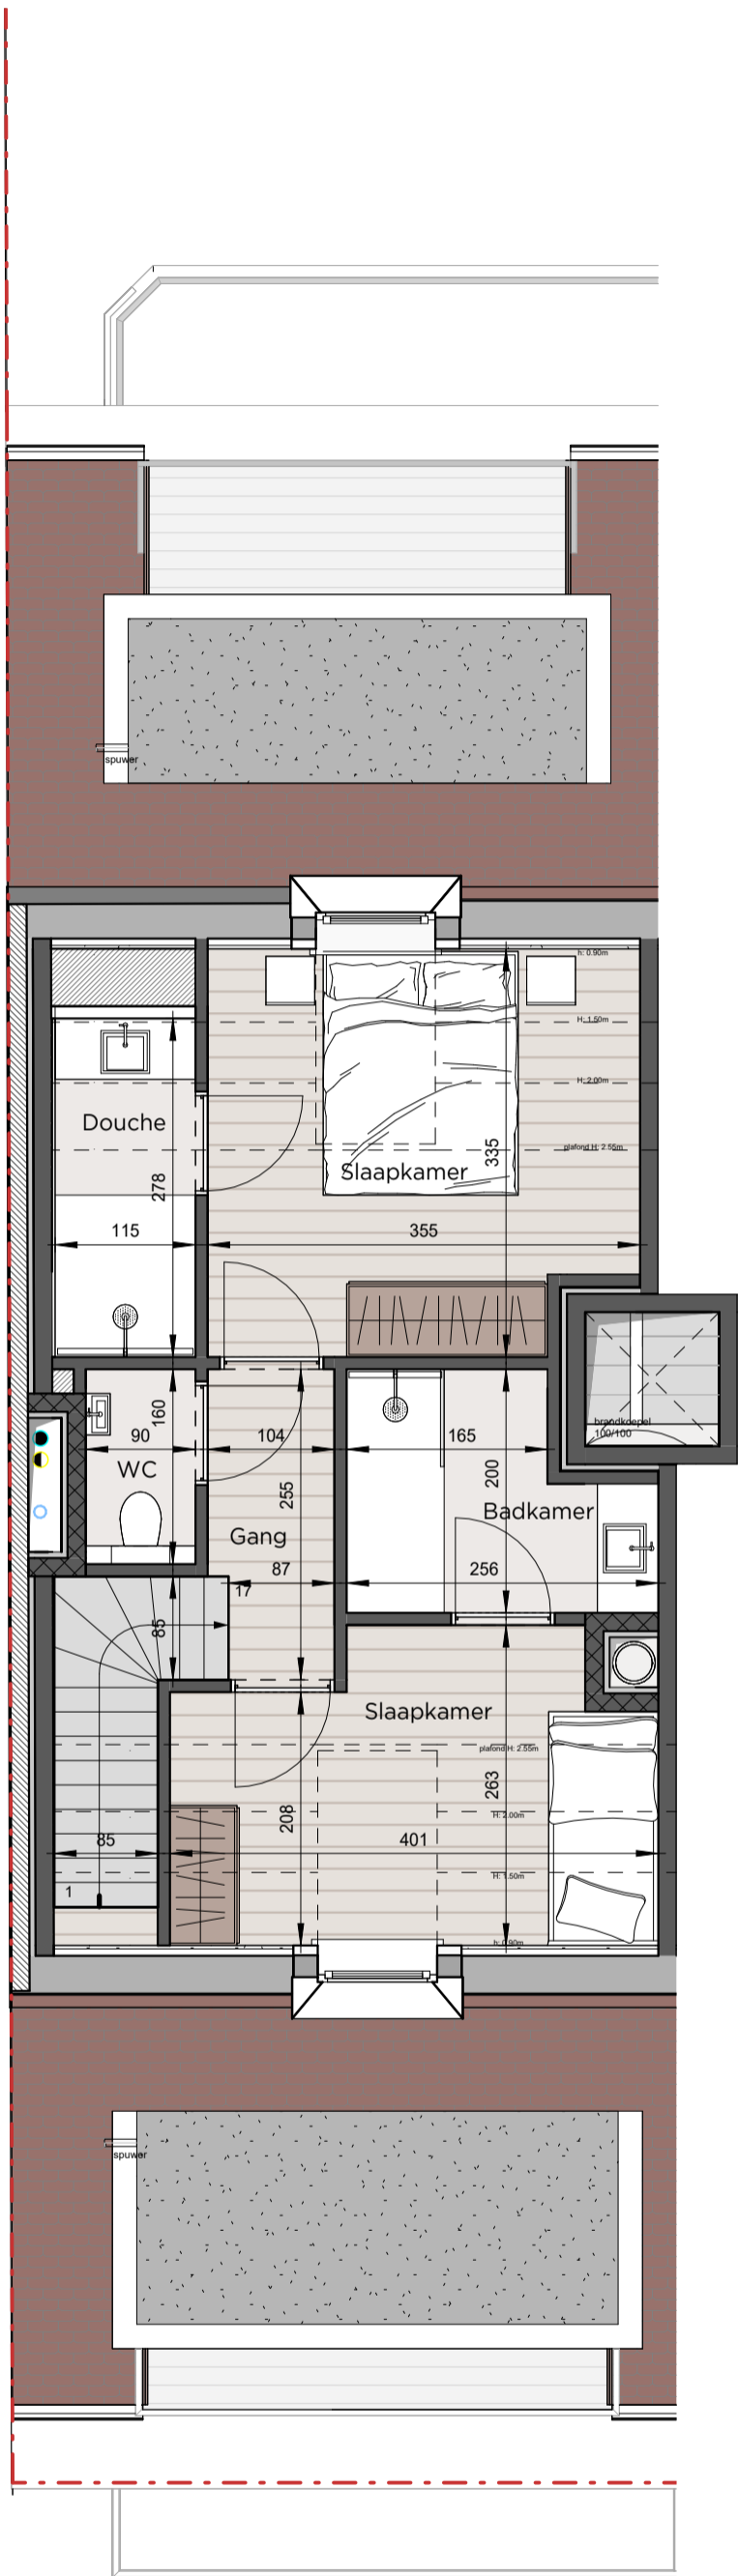 spuwer
h: 0.90m
H: 1.50m
H: 2.00m
Douche
plafond H: 2.55m
335
Slaapkamer
278
115
355
160
brandkoepel
100/100
90
104
165
WC
200
255
Badkamer
Gang
87
256
17
85
Slaapkamer
plafond H: 2.55m
263
208
H: 2.00m
85
401
H: 1.50m
1
h: 0.90m
spuwer